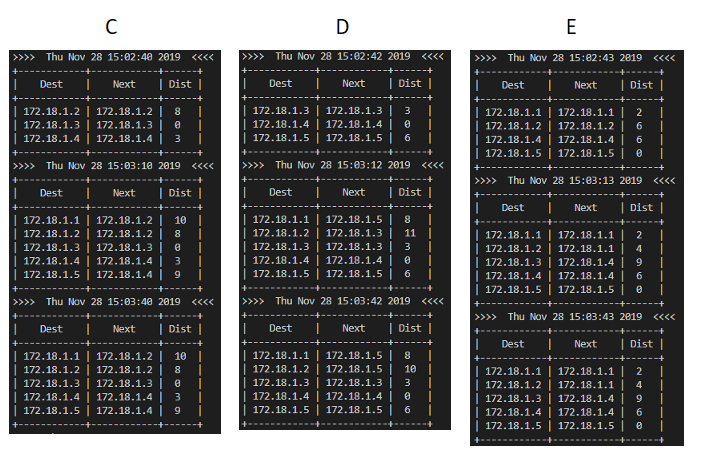 C
>>>> Thu Nov 28 15:02:40 2019 <<<<
+-----------+-----------+------+
| Dest | Next | Dist |
+-----------+-----------+------+
| 172.18.1.2 | 172.18.1.2 | 8 |
| 172.18.1.3 | 172.18.1.3 | 0 |
| 172.18.1.4 | 172.18.1.4 | 3 |
>>>> Thu Nov 28 15:03:10 2019 <<<<
+-----------+-----------+------+
| Dest | Next | Dist |
+-----------+-----------+------+
| 172.18.1.1 | 172.18.1.2 | 10 |
| 172.18.1.2 | 172.18.1.2 | 8 |
| 172.18.1.3 | 172.18.1.3 | 0 |
| 172.18.1.4 | 172.18.1.4 | 3 |
| 172.18.1.5 | 172.18.1.4 | 9 |
>>>> Thu Nov 28 15:03:40 2019 <<<<
+-----------+-----------+------+
| Dest | Next | Dist |
+-----------+-----------+------+
| 172.18.1.1 | 172.18.1.2 | 10 |
| 172.18.1.2 | 172.18.1.2 | 8 |
| 172.18.1.3 | 172.18.1.3 | 0 |
| 172.18.1.4 | 172.18.1.4 | 3 |
| 172.18.1.5 | 172.18.1.4 | 9 |
+-----------+-----------+------+
D
>>>> Thu Nov 28 15:02:42 2019 <<<<
+-----------+-----------+------+
| Dest | Next | Dist |
+-----------+-----------+------+
| 172.18.1.3 | 172.18.1.3 | 3 |
| 172.18.1.4 | 172.18.1.4 | 0 |
| 172.18.1.5 | 172.18.1.5 | 6 |
+-----------+-----------+------+
>>>> Thu Nov 28 15:03:12 2019 <<<<
+-----------+-----------+------+
| Dest | Next | Dist |
+-----------+-----------+------+
| 172.18.1.1 | 172.18.1.5 | 8 |
| 172.18.1.2 | 172.18.1.3 | 11 |
| 172.18.1.3 | 172.18.1.3 | 3 |
| 172.18.1.4 | 172.18.1.4 | 0 |
| 172.18.1.5 | 172.18.1.5 | 6 |
+-----------+-----------+------+
>>>> Thu Nov 28 15:03:42 2019 <<<<
+-----------+-----------+------+
| Dest | Next | Dist |
+-----------+-----------+------+
| 172.18.1.1 | 172.18.1.5 | 8 |
| 172.18.1.2 | 172.18.1.5 | 10 |
| 172.18.1.3 | 172.18.1.3 | 3 |
| 172.18.1.4 | 172.18.1.4 | 0 |
| 172.18.1.5 | 172.18.1.5 | 6 |
+-----------+-----------+------+
E
>>>> Thu Nov 28 15:02:43 2019 <<<<
+-----------+-----------+------+
| Dest | Next | Dist |
+-----------+-----------+------+
| 172.18.1.1 | 172.18.1.1 | 2 |
| 172.18.1.2 | 172.18.1.2 | 6 |
| 172.18.1.4 | 172.18.1.4 | 6 |
| 172.18.1.5 | 172.18.1.5 | 0 |
+-----------+-----------+------+
>>>> Thu Nov 28 15:03:13 2019 <<<<
+-----------+-----------+------+
| Dest | Next | Dist |
+-----------+-----------+------+
| 172.18.1.1 | 172.18.1.1 | 2 |
| 172.18.1.2 | 172.18.1.1 | 4 |
| 172.18.1.3 | 172.18.1.4 | 9 |
| 172.18.1.4 | 172.18.1.4 | 6 |
| 172.18.1.5 | 172.18.1.5 | 0 |
+-----------+-----------+------+
>>>> Thu Nov 28 15:03:43 2019 <<<<
+-----------+-----------+------+
| Dest | Next | Dist |
+-----------+-----------+------+
| 172.18.1.1 | 172.18.1.1 | 2 |
| 172.18.1.2 | 172.18.1.1 | 4 |
| 172.18.1.3 | 172.18.1.4 | 9 |
| 172.18.1.4 | 172.18.1.4 | 6 |
| 172.18.1.5 | 172.18.1.5 | 0 |
+-----------+-----------+------+